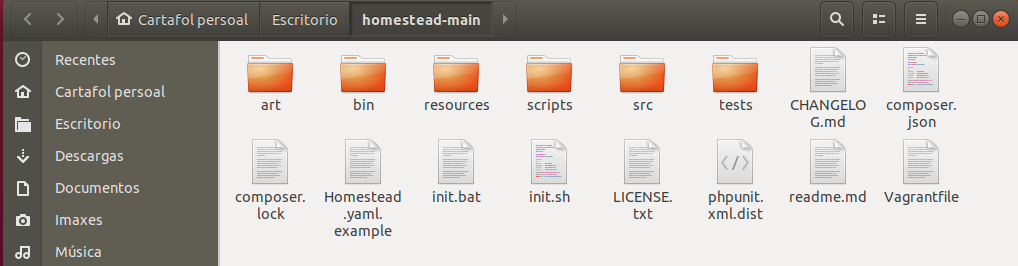 Cartafol persoal
Escritorio
homestead-main
Recentes
Cartafol persoal
Escritorio
Descargas
Documentos
Imaxes
Música
art
bin
resources
scripts
src
tests
CHANGELO
G.md
composer.
json
composer.
lock
Homestead
.yaml.
example
init.bat
init.sh
LICENSE.
txt
phpunit.
xml.dist
readme.md
Vagrantfile